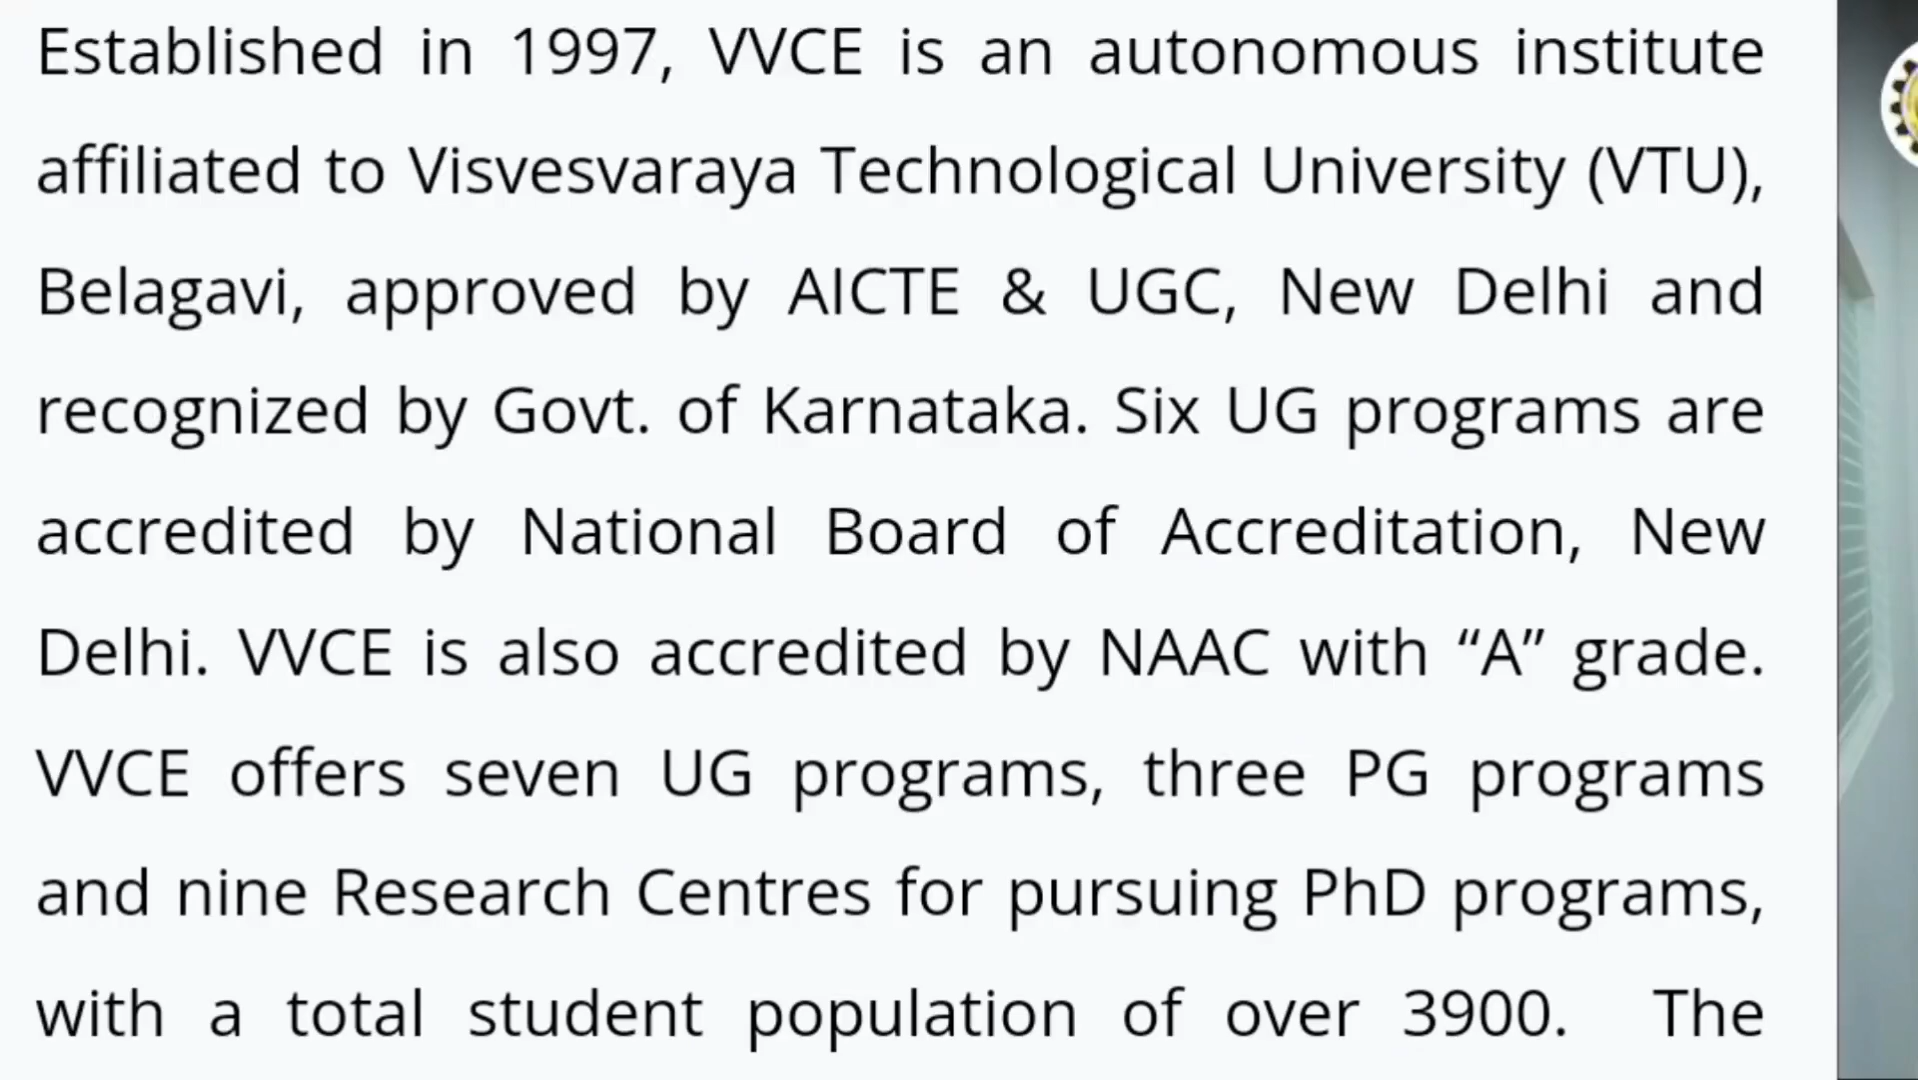 Established in 1997, VVCE is an autonomous institute
affiliated to Visvesvaraya Technological University (VTU),
Belagavi, approved by AICTE & UGC, New Delhi and
recognized by Govt. of Karnataka. Six UG programs are
accredited by National Board of Accreditation, New
Delhi. VVCE is also accredited by NAAC with “A” grade.
VVCE offers seven UG programs, three PG programs
and nine Research Centres for pursuing PhD programs,
with a total student population of over 3900. The